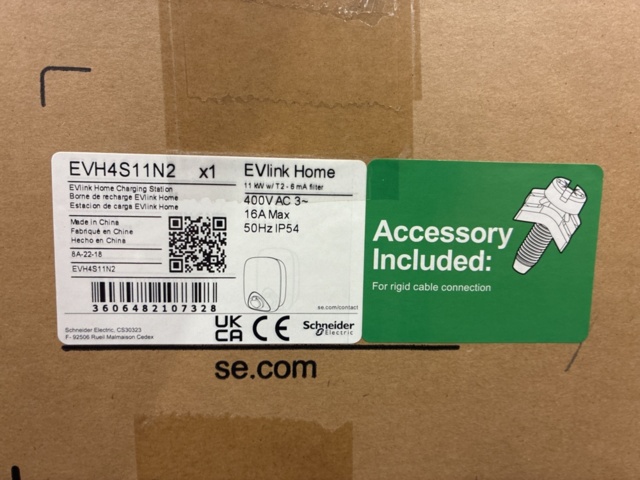 EVH4S11N2 x1
EVlink Home Charging Station
Borne de recharge EVlink Home
Estacion de carga EVlink Home
Made in China
Fabriqué en Chine
Hecho en China
8A-22-18
EVH4S11N2
3606482107328
Schneider Electric, CS30323
F- 92506 Rueil Malmaison Cedex
EVlink Home
11 kW w/ T2 - 6 mA filter
400V AC 3~
16A Max
50Hz IP54
se.com/contact
UK
CA CE
Schneider
Electric
Accessory
Included:
For rigid cable connection
se.com